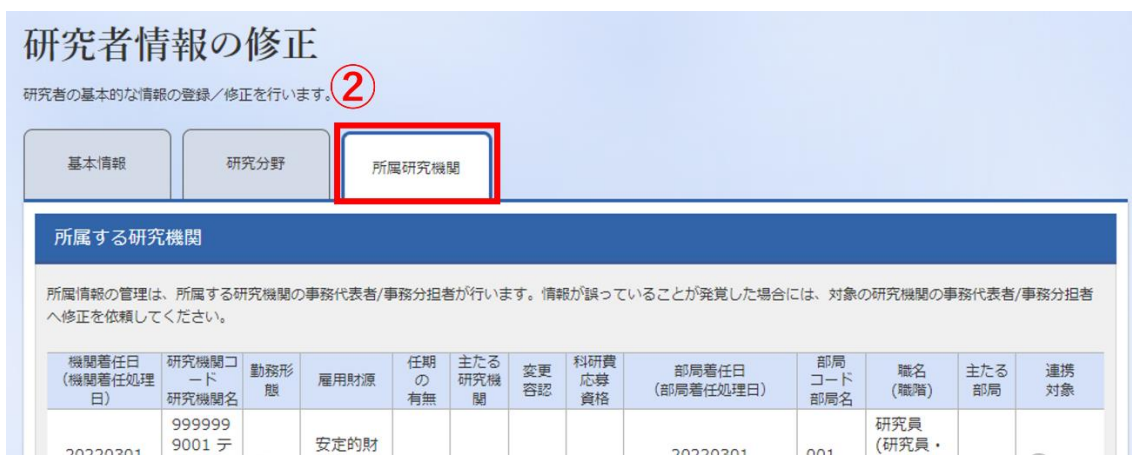 研究者情報の修正
研究者の基本的な情報の登録／修正を行います。
②
基本情報
研究分野
所属研究機関
所属する研究機関
所属情報の管理は、所属する研究機関の事務代表者/事務分担者が行います。情報が誤っていることが発覚した場合には、対象の研究機関の事務代表者/事務分担者
へ修正を依頼してください。
機関着任日
（機関着任処理
日）
研究機関コ
ード
研究機関名
勤務形
態
雇用財源
任期
の
有無
主たる
研究機
関
変更
容認
科研費
応募
資格
部局着任日
（部局着任処理日）
部局
コード
部局名
職名
（職階）
主たる
部局
連携
対象
20220301
999999
9001 テ
安定的財
20220301
001
研究員
(研究員・